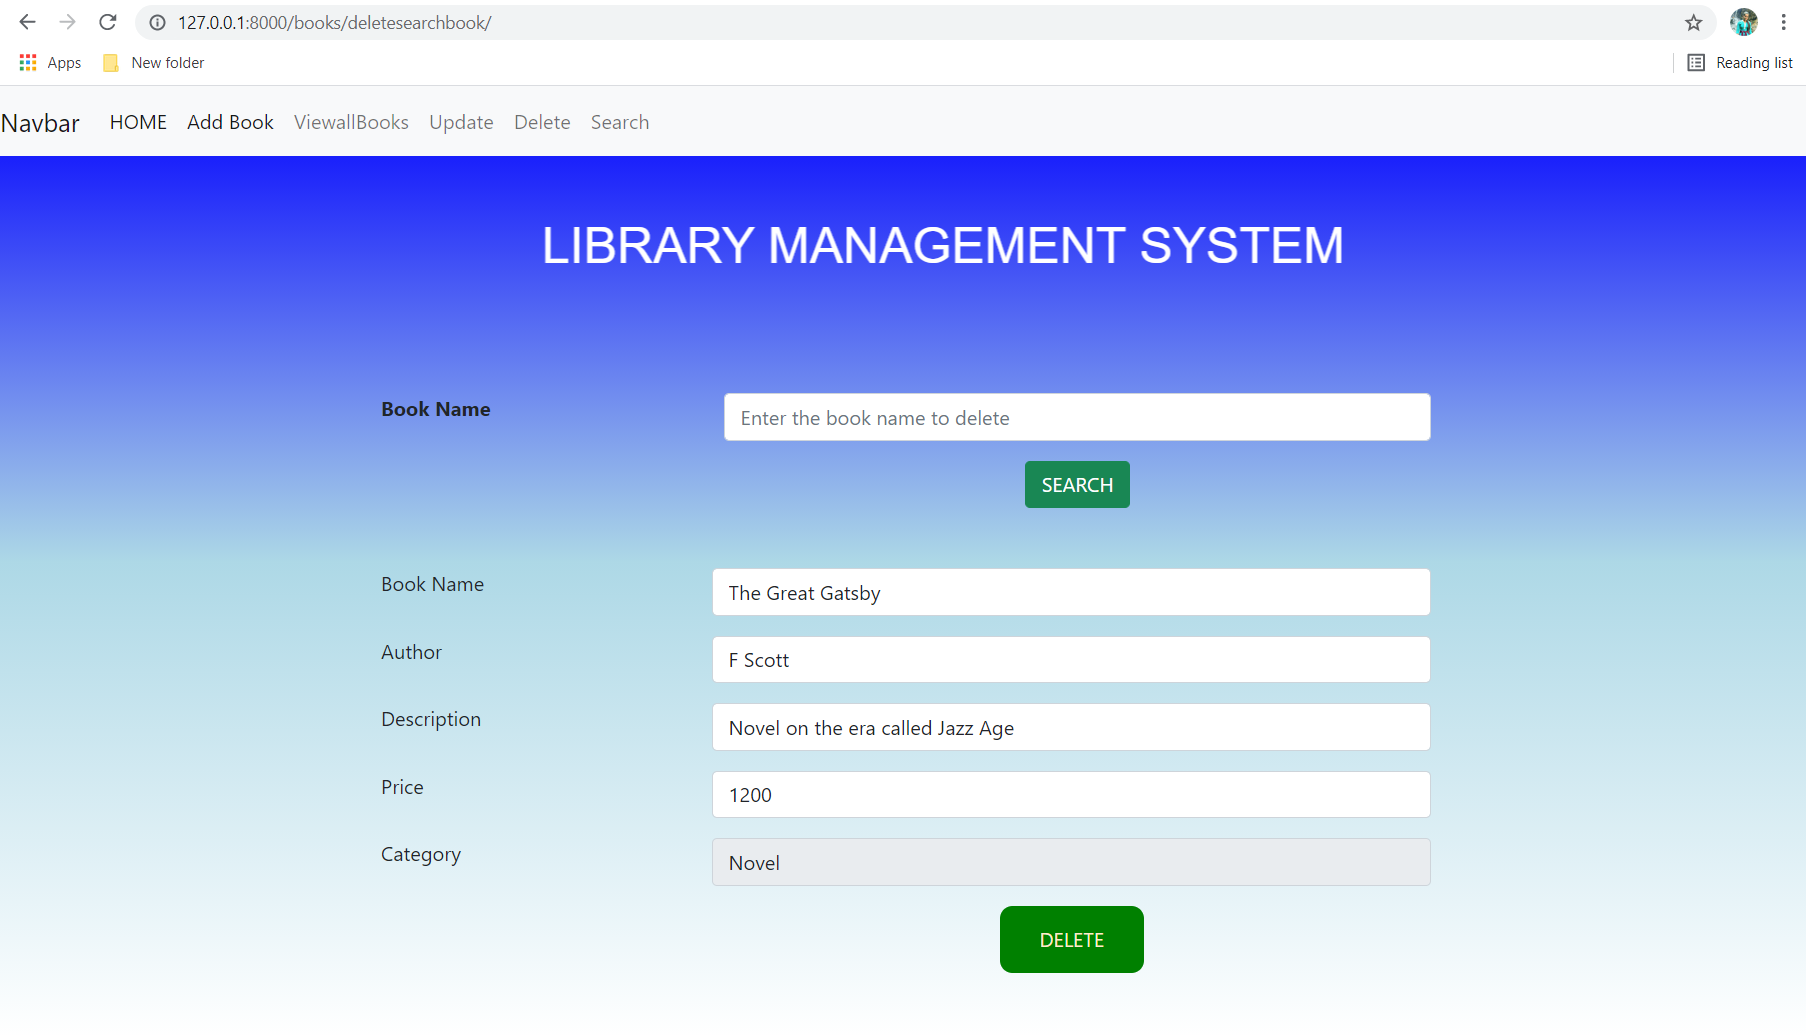 127.0.0.1:8000/books/deletesearchbook/
Apps New folder Reading list
Navbar HOME Add Book ViewallBooks Update Delete Search
LIBRARY MANAGEMENT SYSTEM
Book Name Enter the book name to delete
SEARCH
Book Name The Great Gatsby
Author F Scott
Description Novel on the era called Jazz Age
Price 1200
Category Novel
DELETE